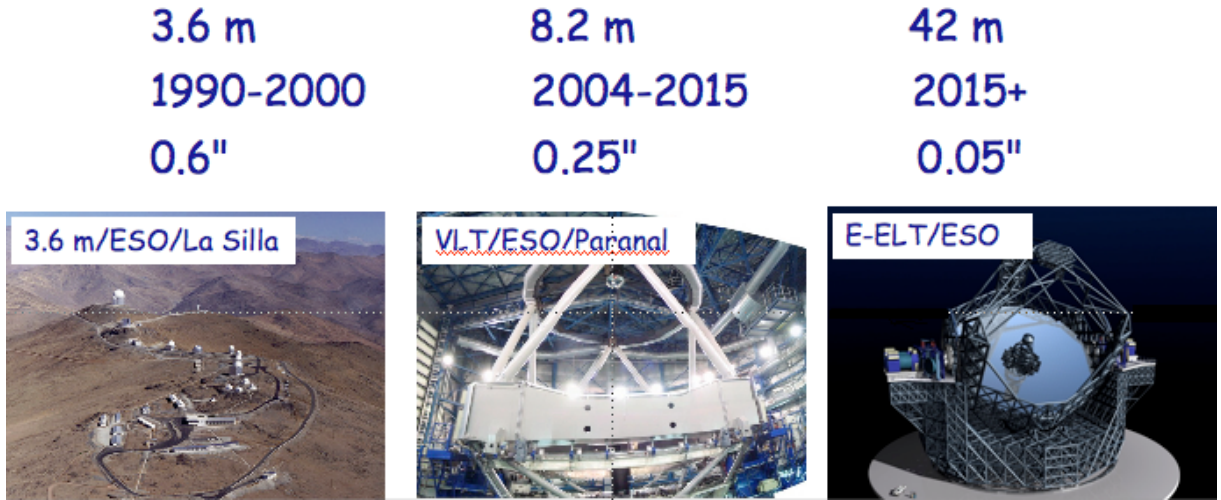 3.6 m
1990-2000
0.6"
8.2 m
2004-2015
0.25"
42 m
2015+
0.05"
3.6 m/ESO/La Silla
VLT/ESO/Paranal
E-ELT/ESO